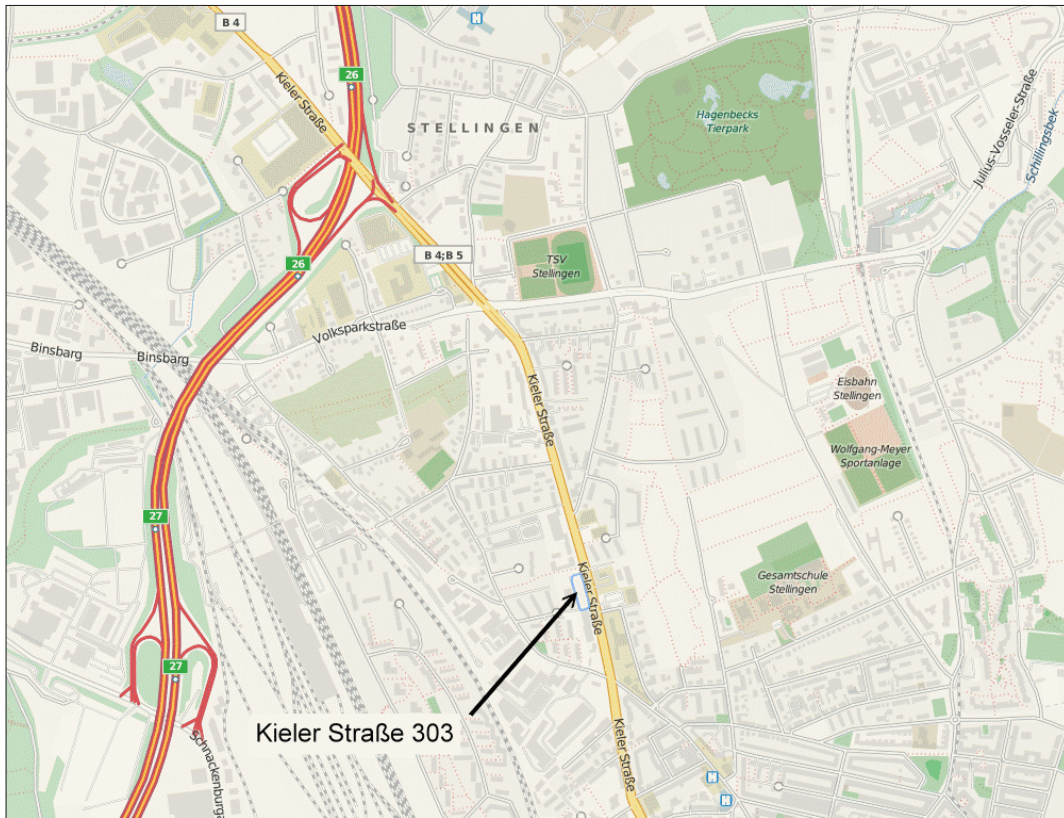 B 4
H
26
Kieler Straße
STELLINGEN
Hagenbecks
Tierpark
Julius-Vosseler-Straße
Schillingsbek
B 4;B 5
TSV
Stellingen
26
Volksparkstraße
Binsbarg
Binsbarg
Kieler Straße
Eisbahn
Stellingen
Wolfgang-Meyer
Sportanlage
27
Kieler Straße
Gesamtschule
Stellingen
27
Kieler Straße 303
Schnackenburga
Kieler Straße
H
H